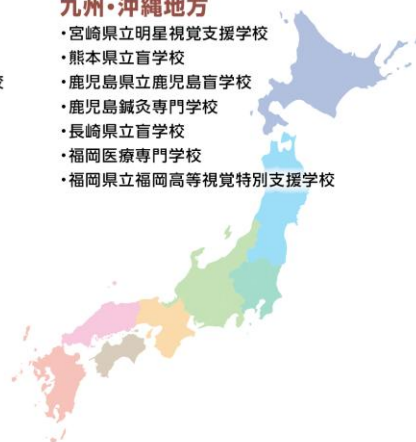 九州・沖縄地方
・宮崎県立明星視覚支援学校
・熊本県立盲学校
・鹿児島県立鹿児島盲学校
・鹿児島鍼灸専門学校
・長崎県立盲学校
・福岡医療専門学校
・福岡県立福岡高等視覚特別支援学校